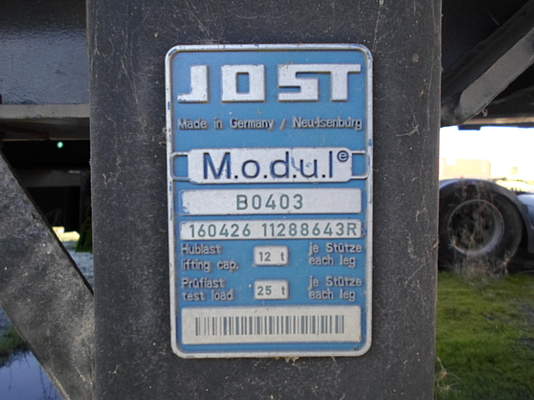 JOST
Made in Germany / Neu-Isenburg
M.o.d.u.l®
B0403
160426 11288643R
Hublast 12 t je Stütze
lifting cap. each leg
Prüflast 25 t je Stütze
test load each leg